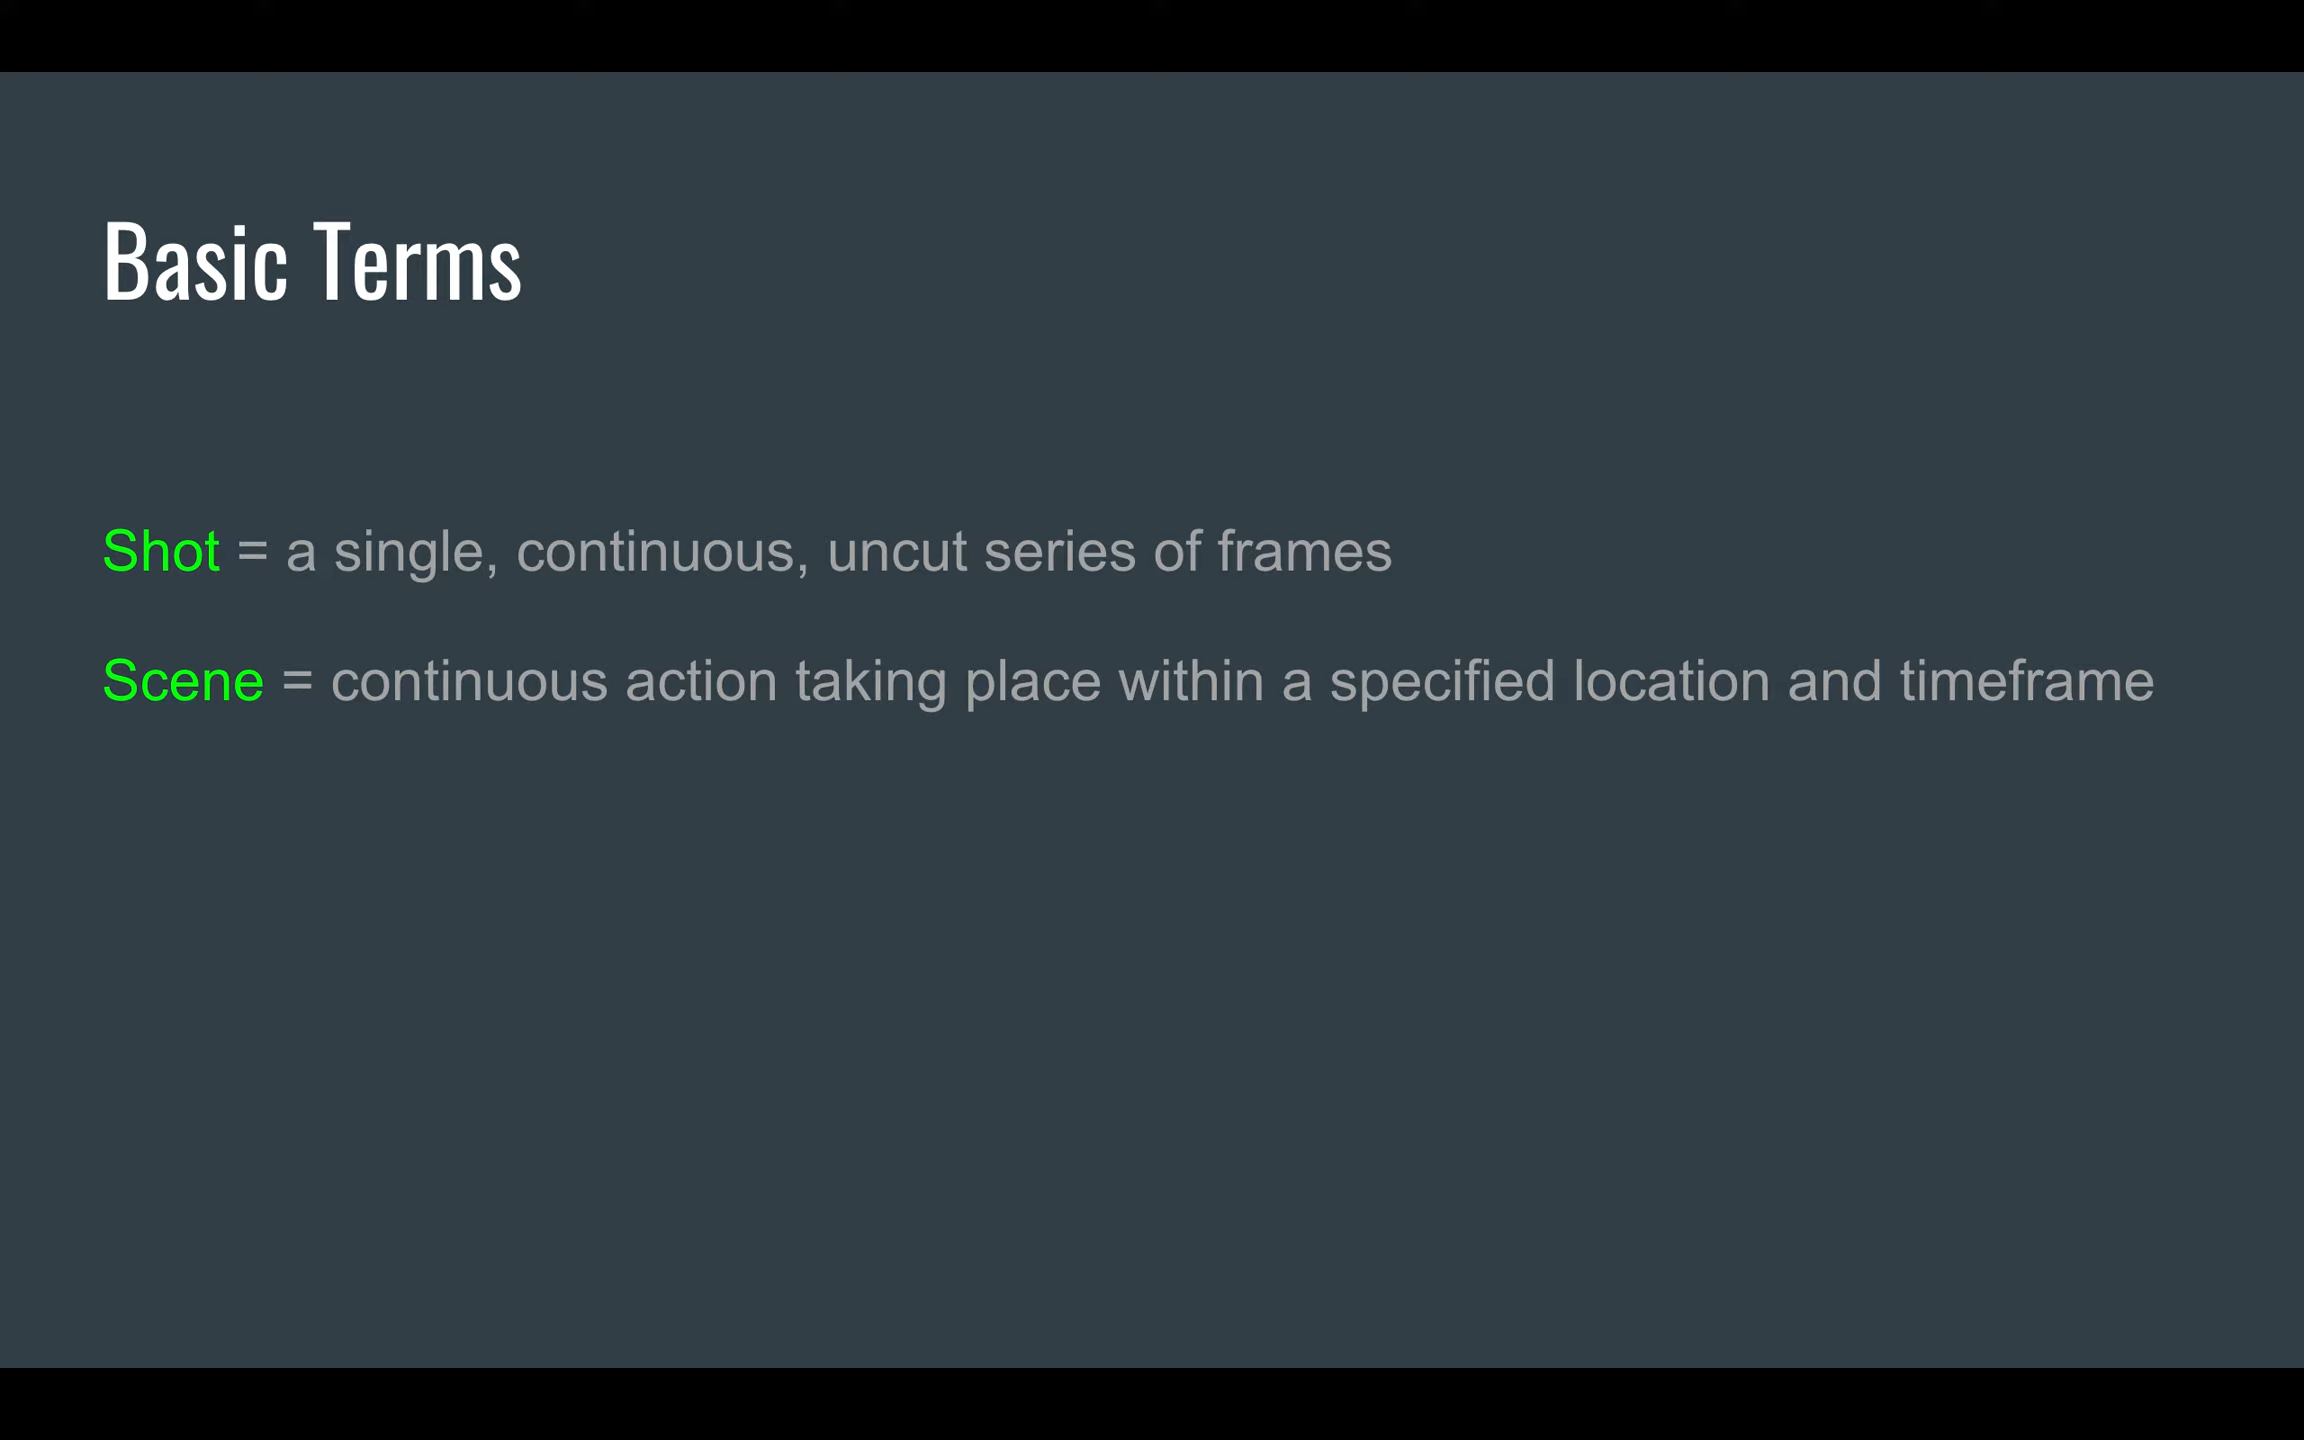 Basic Terms
Shot = a single, continuous, uncut series of frames
Scene = continuous action taking place within a specified location and timeframe